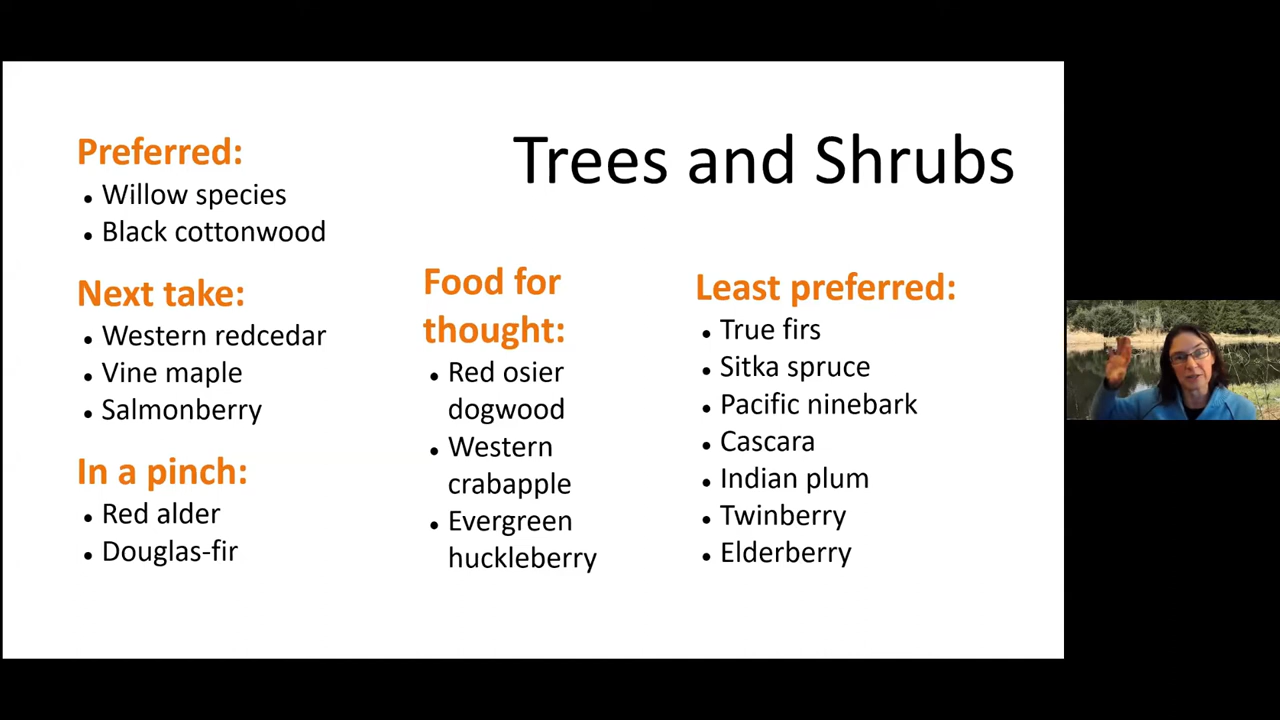 Trees and Shrubs
Preferred:
• Willow species
• Black cottonwood
Next take:
• Western redcedar
• Vine maple
• Salmonberry
In a pinch:
• Red alder
• Douglas-fir
Food for
thought:
• Red osier
dogwood
• Western
crabapple
• Evergreen
huckleberry
Least preferred:
• True firs
• Sitka spruce
• Pacific ninebark
• Cascara
• Indian plum
• Twinberry
• Elderberry